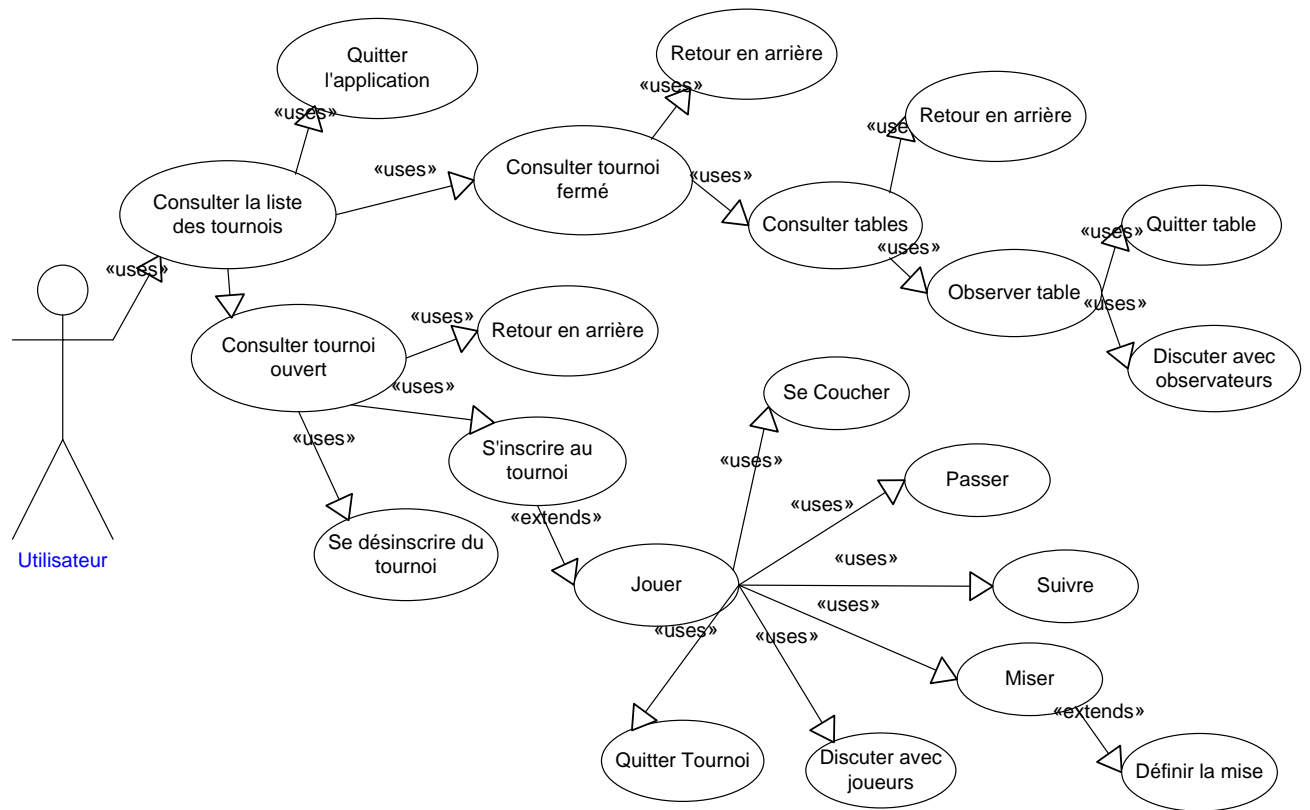 Quitter
l'application
Retour en arrière
«uses»
«uses»
Retour en arrière
«use
«uses»
Consulter tournoi
fermé
«uses»
Consulter la liste
des tournois
Consulter tables
Quitter table
«uses»
«uses»
«uses»
Observer table
«uses»
«uses»
Retour en arrière
Consulter tournoi
ouvert
Discuter avec
observateurs
«uses»
Se Coucher
«uses»
S'inscrire au
tournoi
«uses»
Passer
«uses»
«extends»
Se désinscrire du
tournoi
«uses»
Jouer
Suivre
«uses»
«uses»
«uses»
Miser
«extends»
Quitter Tournoi
Discuter avec
joueurs
Définir la mise
Utilisateur